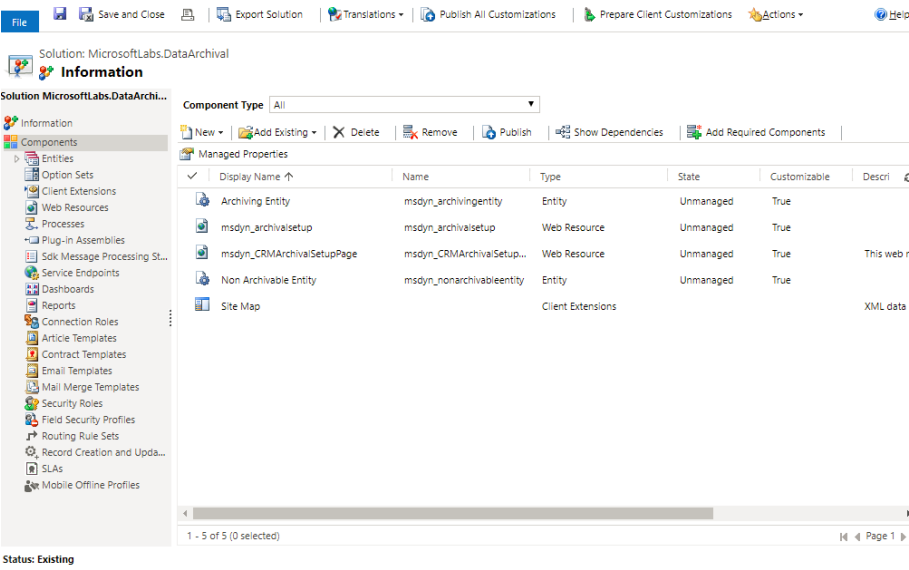 File Save and Close Export Solution Translations Publish All Customizations Prepare Client Customizations Actions Help
Solution: MicrosoftLabs.DataArchival
Information
Solution MicrosoftLabs.DataArchi...
Component Type All
Information
New Add Existing Delete Remove Publish Show Dependencies Add Required Components
Components
Managed Properties
Entities
Option Sets
Client Extensions
Web Resources
Processes
Plug-in Assemblies
Sdk Message Processing St...
Service Endpoints
Dashboards
Reports
Connection Roles
Article Templates
Contract Templates
Email Templates
Mail Merge Templates
Security Roles
Field Security Profiles
Routing Rule Sets
Record Creation and Upda...
SLAs
Mobile Offline Profiles
Display Name Name Type State Customizable Descri
Archiving Entity msdyn_archivingentity Entity Unmanaged True
msdyn_archivalsetup msdyn_archivalsetup Web Resource Unmanaged True
msdyn_CRMArchivalSetupPage msdyn_CRMArchivalSetup... Web Resource Unmanaged True This web r
Non Archivable Entity msdyn_nonarchivableentity Entity Unmanaged True
Site Map Client Extensions XML data
1 - 5 of 5 (0 selected) Page 1
Status: Existing